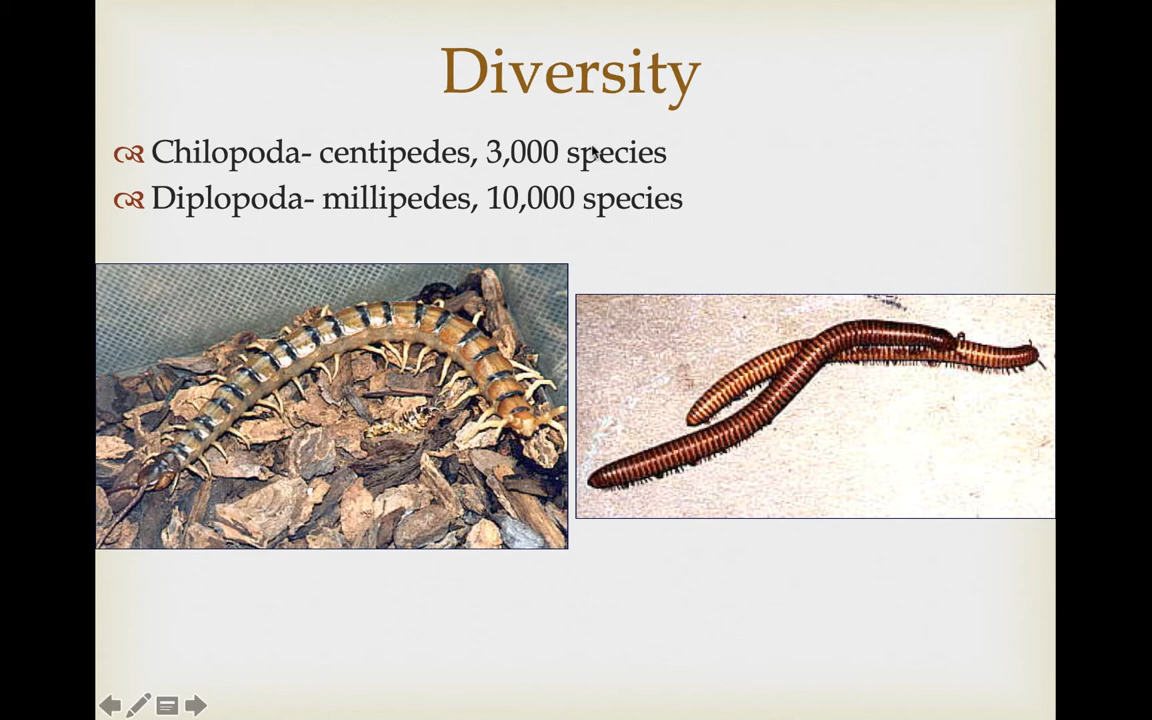 Diversity
Chilopoda- centipedes, 3,000 species
Diplopoda- millipedes, 10,000 species